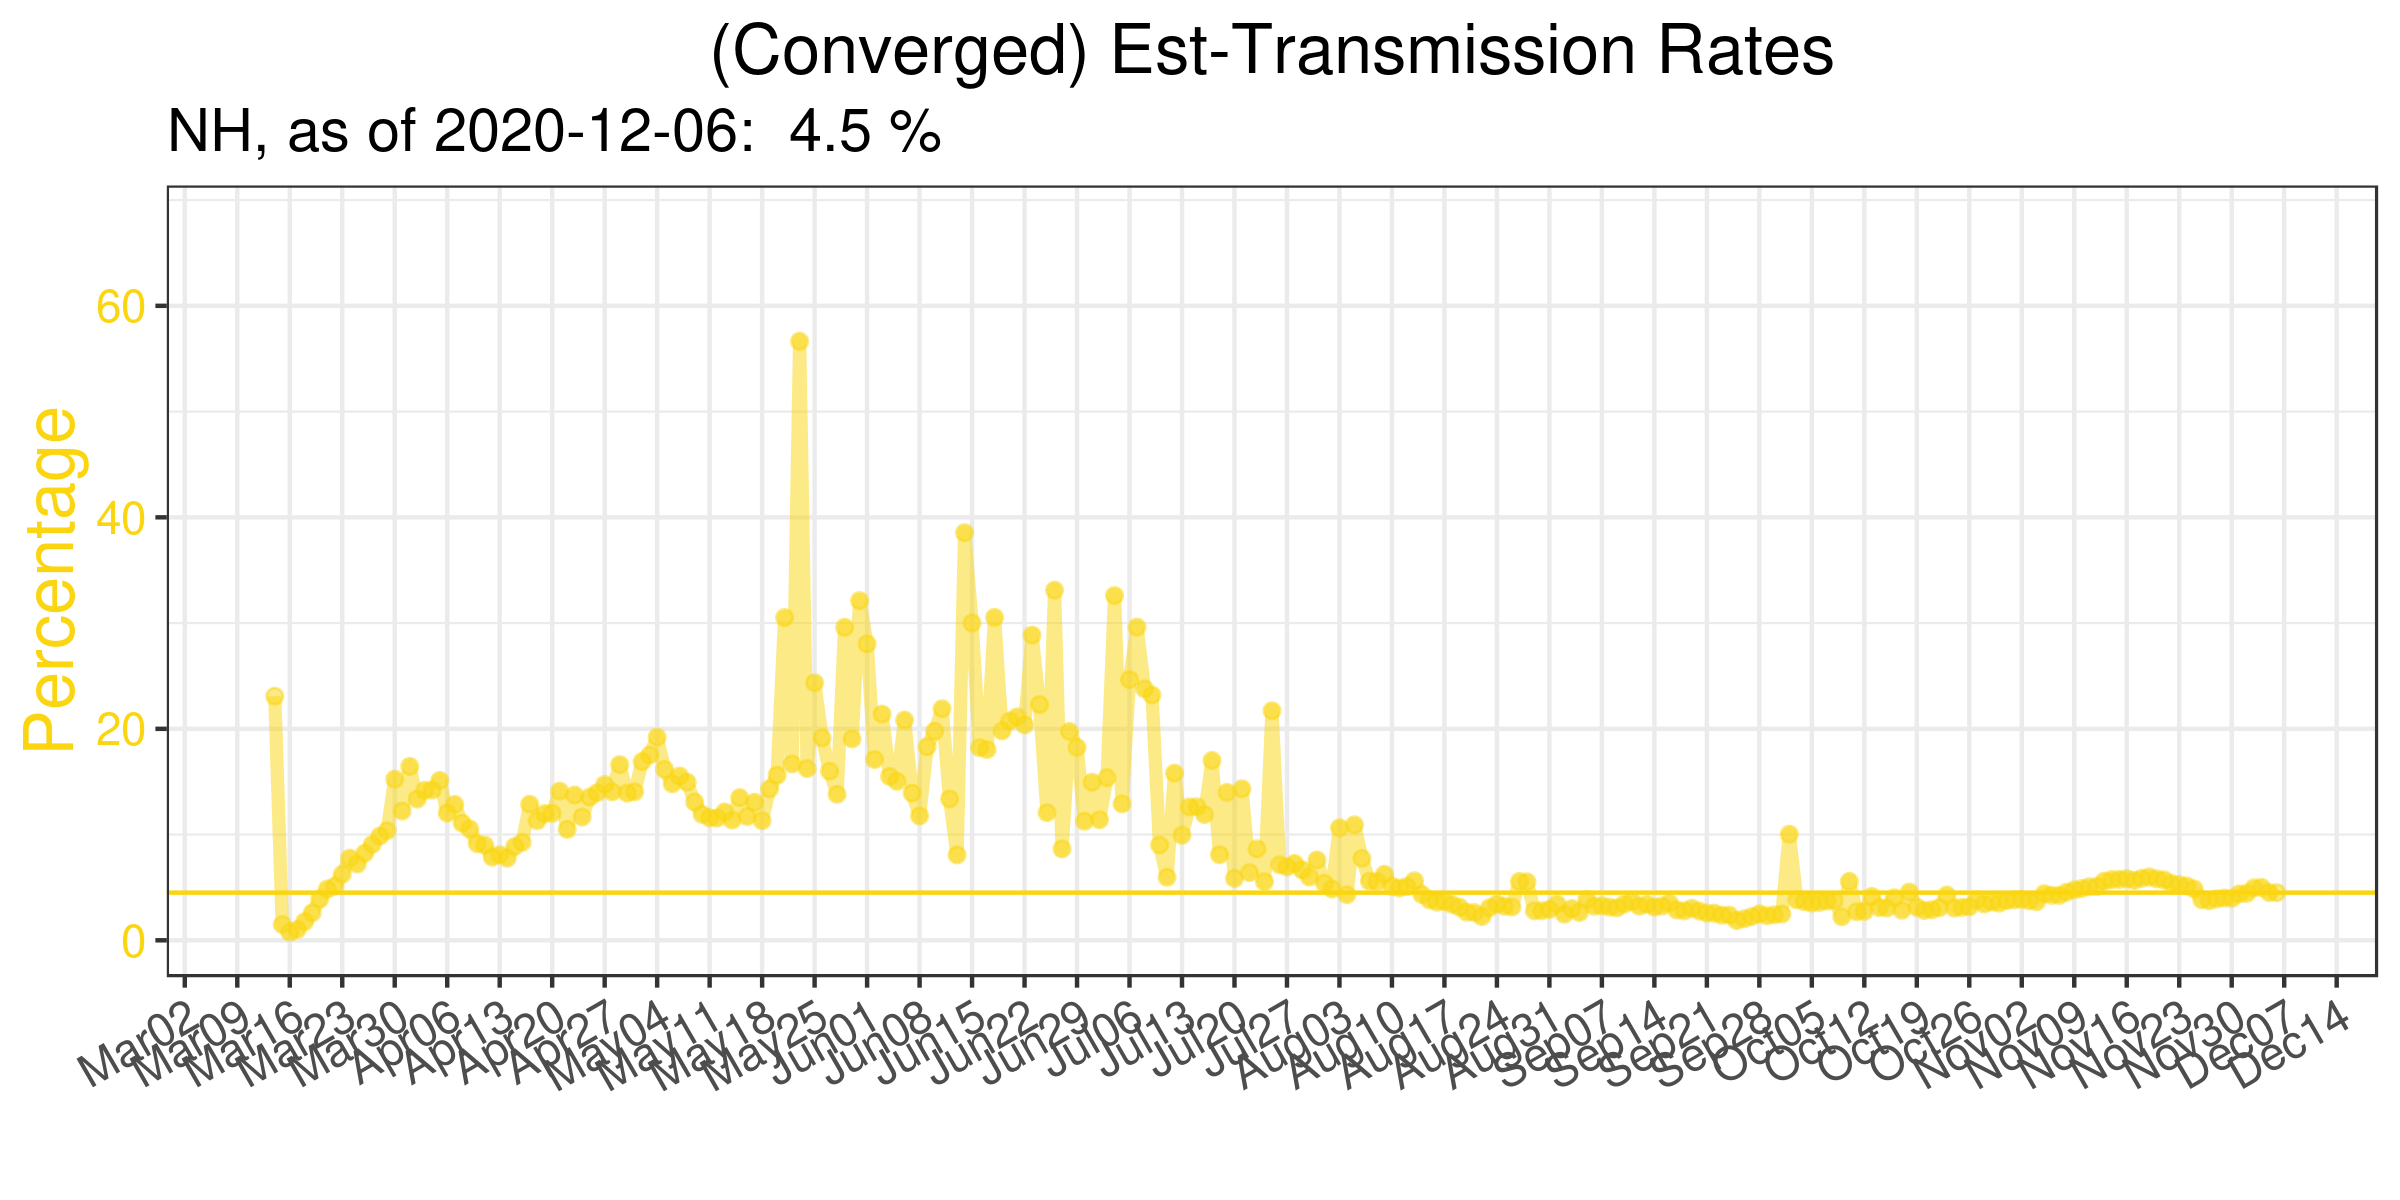 (Converged) Est-Transmission Rates
NH, as of 2020-12-06:  4.5 %
Percentage
60
40
20
0
Mar02
Mar09
Mar16
Mar23
Mar30
Apr06
Apr13
Apr20
Apr27
May04
May11
May18
May25
Jun01
Jun08
Jun15
Jun22
Jun29
Jul06
Jul13
Jul20
Jul27
Aug03
Aug10
Aug17
Aug24
Aug31
Sep07
Sep14
Sep21
Sep28
Oct05
Oct12
Oct19
Oct26
Nov02
Nov09
Nov16
Nov23
Nov30
Dec07
Dec14